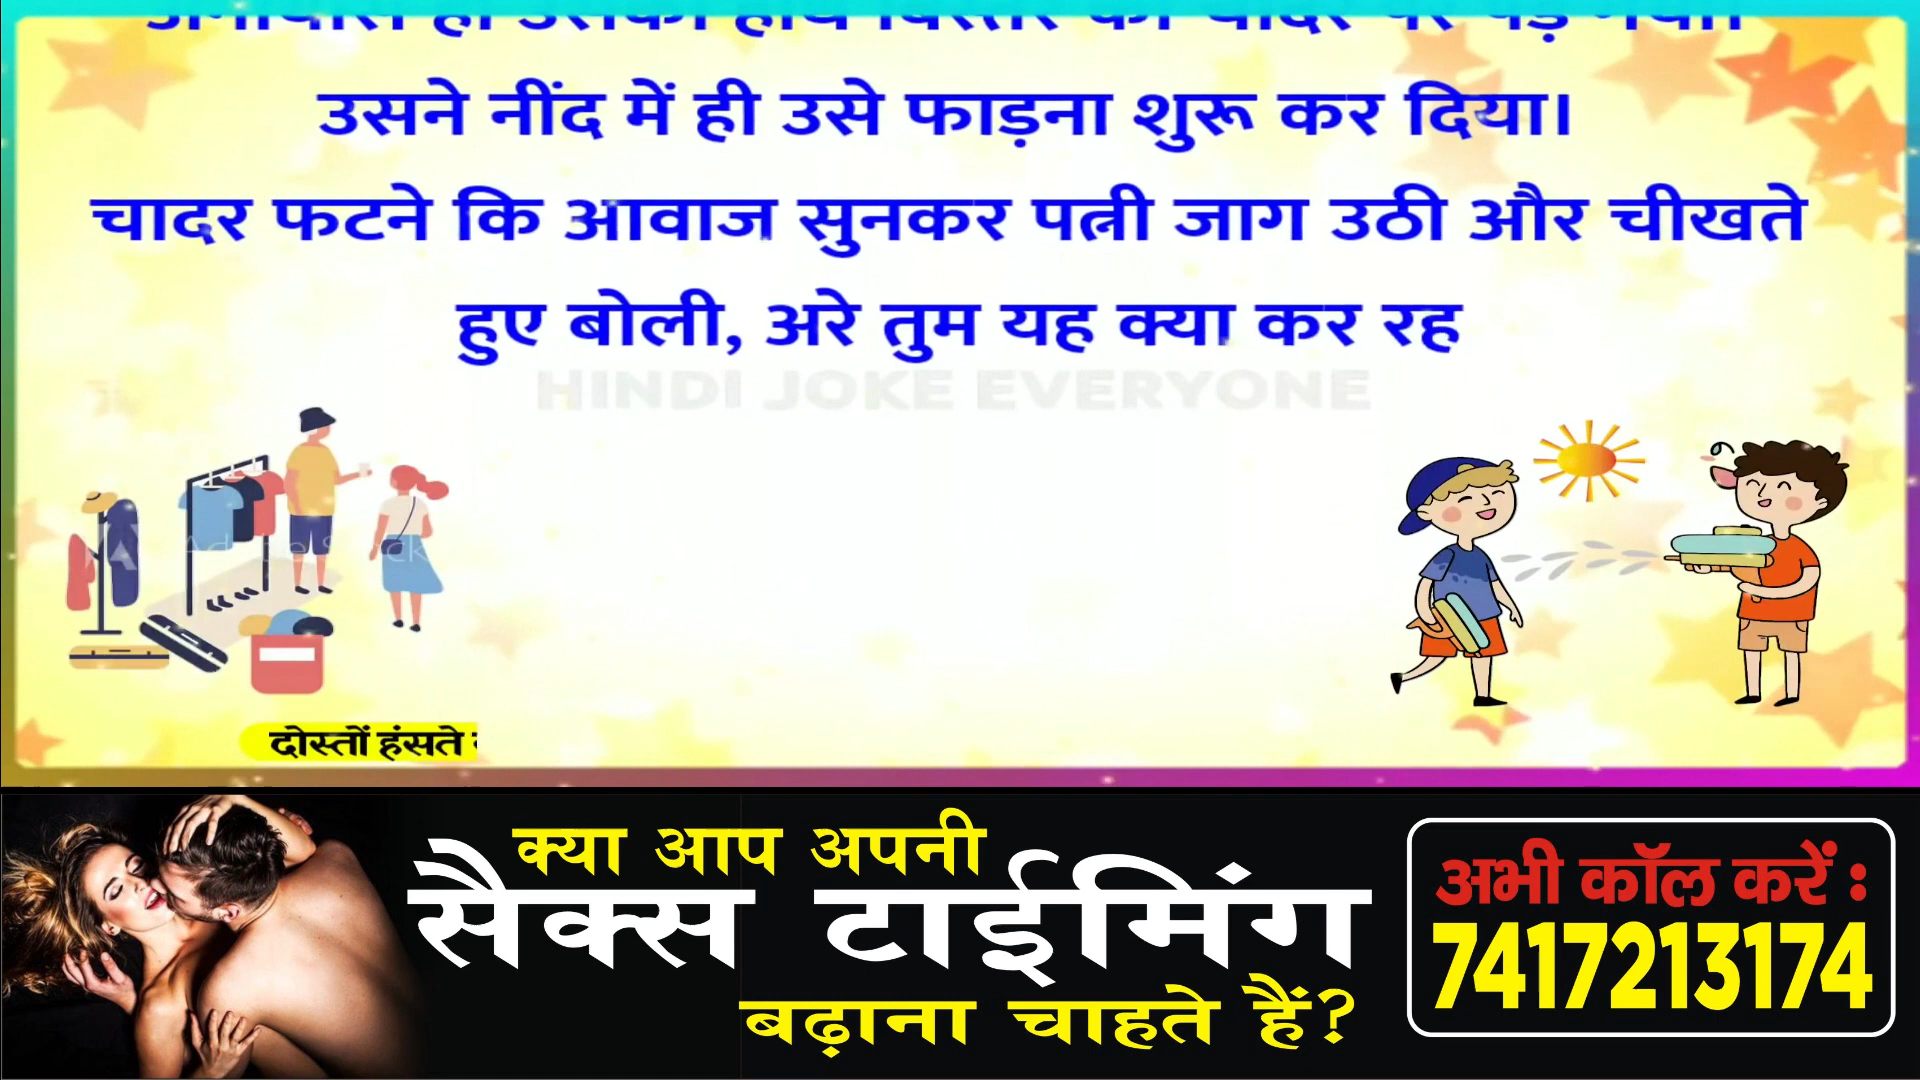 उसने नींद में ही उसे फाड़ना शुरू कर दिया।
चादर फटने कि आवाज सुनकर पत्नी जाग उठी और चीखते
हुए बोली, अरे तुम यह क्या कर रह
HINDI JOKE EVERYONE
दोस्तों हंसते
क्या आप अपनी
सैक्स टाईमिंग
बढ़ाना चाहते हैं?
अभी कॉल करें :
7417213174